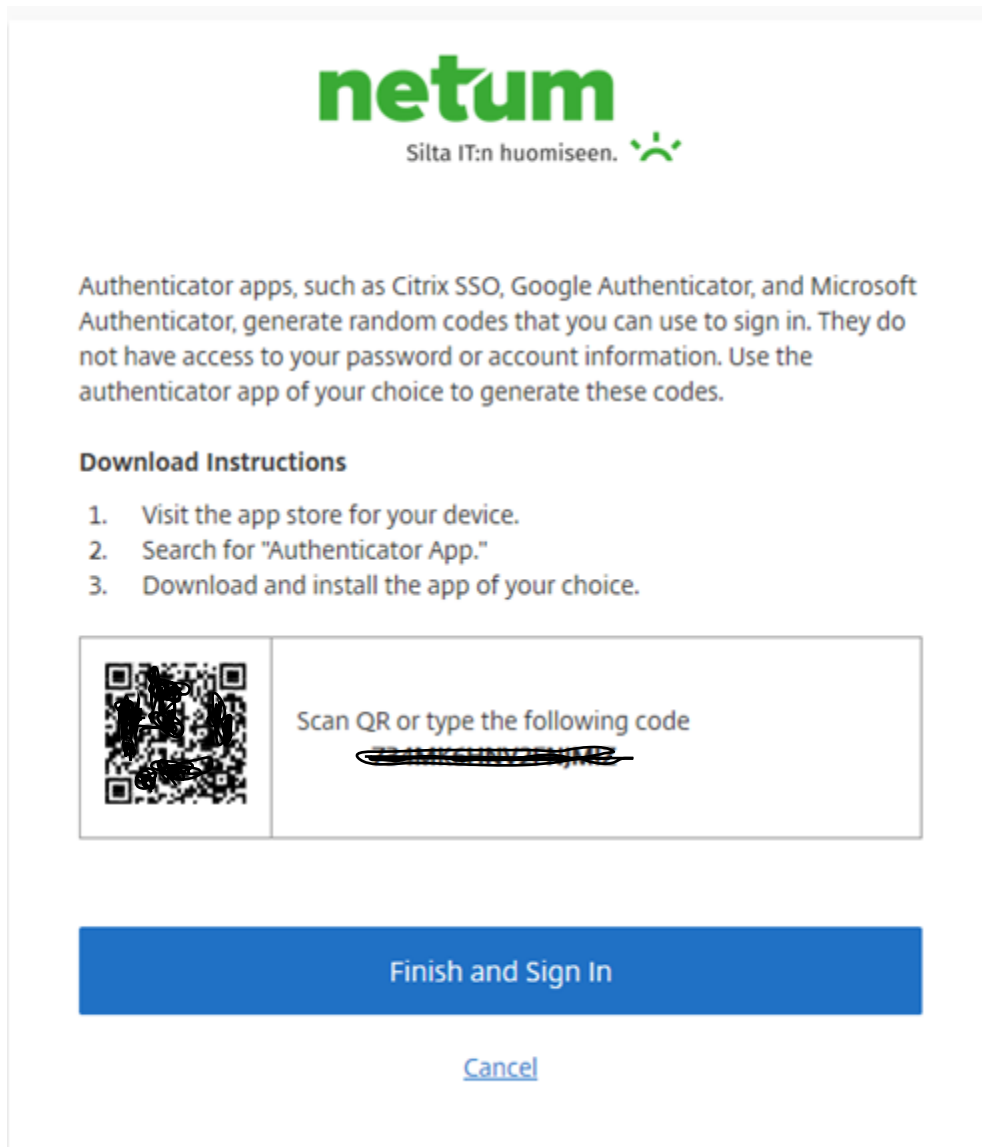 netum
Silta IT:n huomiseen.
Authenticator apps, such as Citrix SSO, Google Authenticator, and Microsoft
Authenticator, generate random codes that you can use to sign in. They do
not have access to your password or account information. Use the
authenticator app of your choice to generate these codes.
Download Instructions
1. Visit the app store for your device.
2. Search for "Authenticator App."
3. Download and install the app of your choice.
Scan QR or type the following code
Finish and Sign In
Cancel